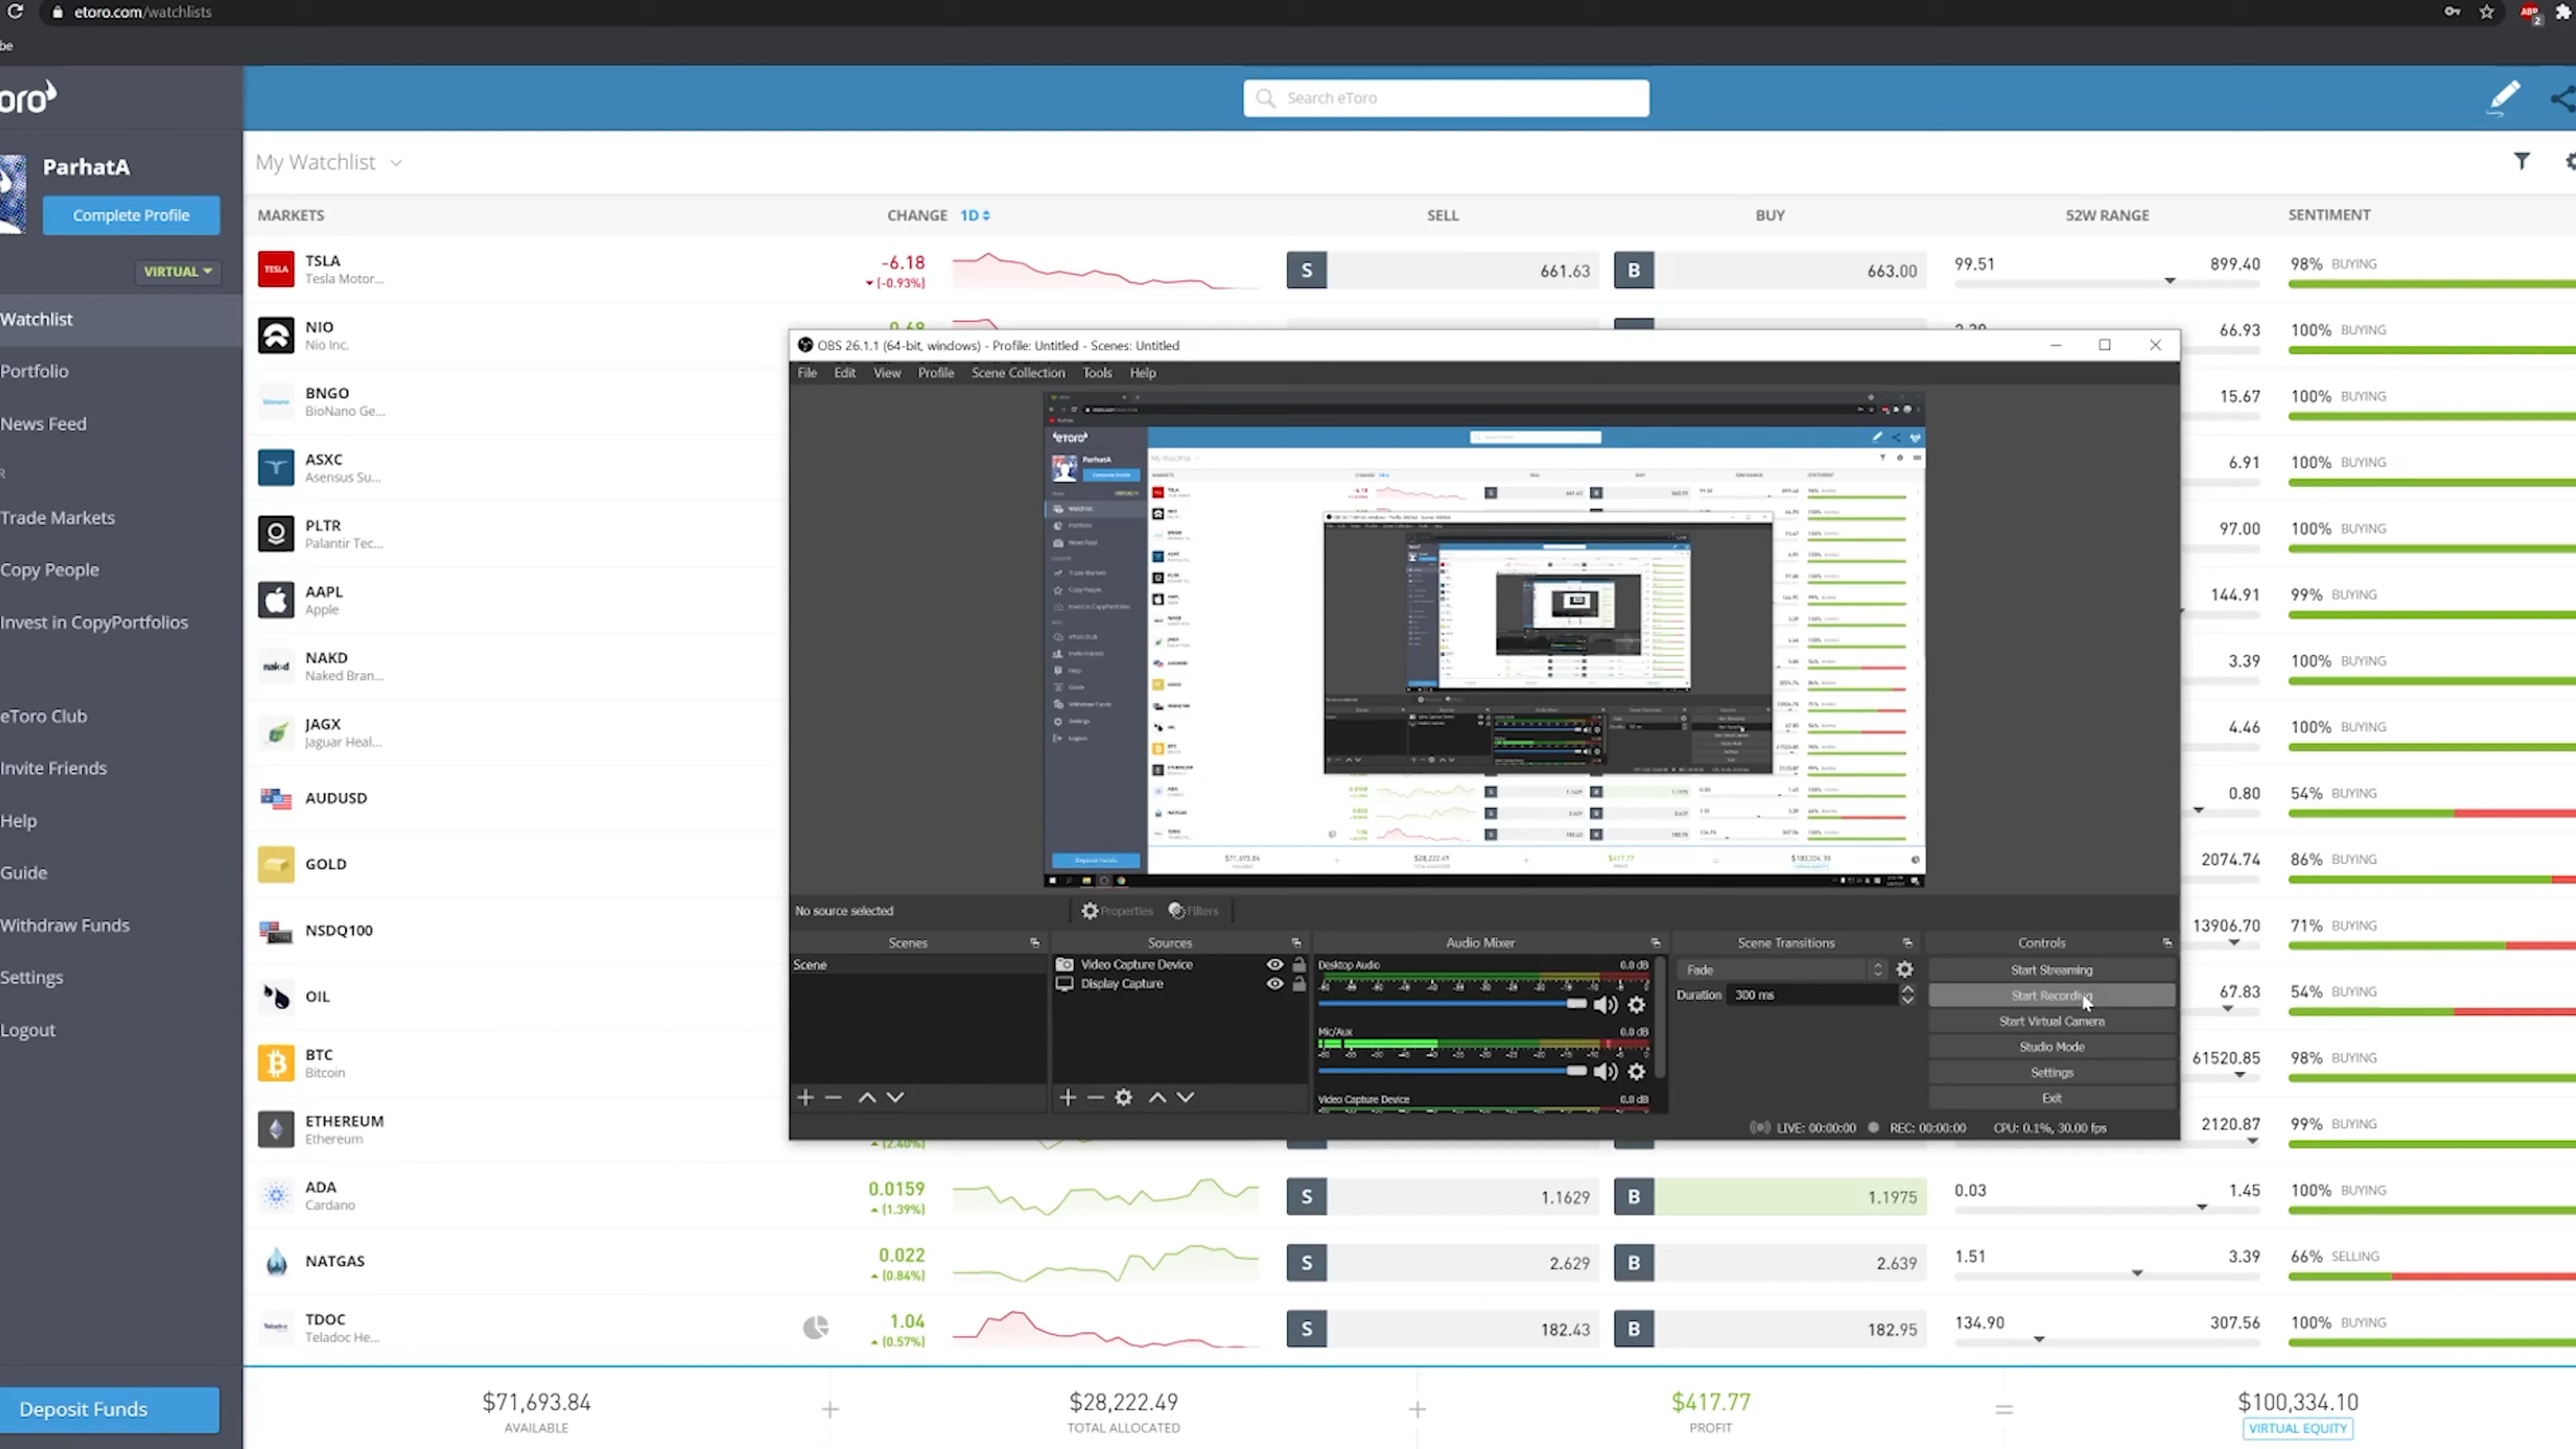 etoro.com/watchlists
be
oro
Search eToro
ParhatA
Complete Profile
VIRTUAL
Watchlist
Portfolio
News Feed
R
Trade Markets
Copy People
Invest in CopyPortfolios
eToro Club
Invite Friends
Help
Guide
Withdraw Funds
Settings
Logout
Deposit Funds
My Watchlist
MARKETS CHANGE 1D SELL BUY 52W RANGE SENTIMENT
TSLA -6.18 S 661.63 B 663.00 99.51 899.40 98% BUYING
Tesla Motor... (-0.93%)
NIO 66.93 100% BUYING
Nio Inc.
BNGO 15.67 100% BUYING
BioNano Ge...
ASXC 6.91 100% BUYING
Asensus Su...
PLTR 97.00 100% BUYING
Palantir Tec...
AAPL 144.91 99% BUYING
Apple
NAKD 3.39 100% BUYING
Naked Bran...
JAGX 4.46 100% BUYING
Jaguar Heal...
AUDUSD 0.80 54% BUYING
GOLD 2074.74 86% BUYING
NSDQ100 13906.70 71% BUYING
OIL 67.83 54% BUYING
BTC 61520.85 98% BUYING
Bitcoin
ETHEREUM 2120.87 99% BUYING
Ethereum (2.40%)
ADA 0.0159 S 1.1629 B 1.1975 0.03 1.45 100% BUYING
Cardano (1.39%)
NATGAS 0.022 S 2.629 B 2.639 1.51 3.39 66% SELLING
(0.84%)
TDOC 1.04 S 182.43 B 182.95 134.90 307.56 100% BUYING
Teladoc He... (0.57%)
$71,693.84 + $28,222.49 + $417.77 = $100,334.10
AVAILABLE TOTAL ALLOCATED PROFIT VIRTUAL EQUITY
OBS 26.1.1 (64-bit, windows) - Profile: Untitled - Scenes: Untitled
File Edit View Profile Scene Collection Tools Help
No source selected Properties Filters
Scenes Sources Audio Mixer Scene Transitions Controls
Scene
Video Capture Device
Display Capture
Desktop Audio 0.0 dB
Mic/Aux 0.0 dB
Video Capture Device 0.0 dB
Fade
Duration 300 ms
Start Streaming
Start Recording
Start Virtual Camera
Studio Mode
Settings
Exit
LIVE: 00:00:00 REC: 00:00:00 CPU: 0.1%, 30.00 fps